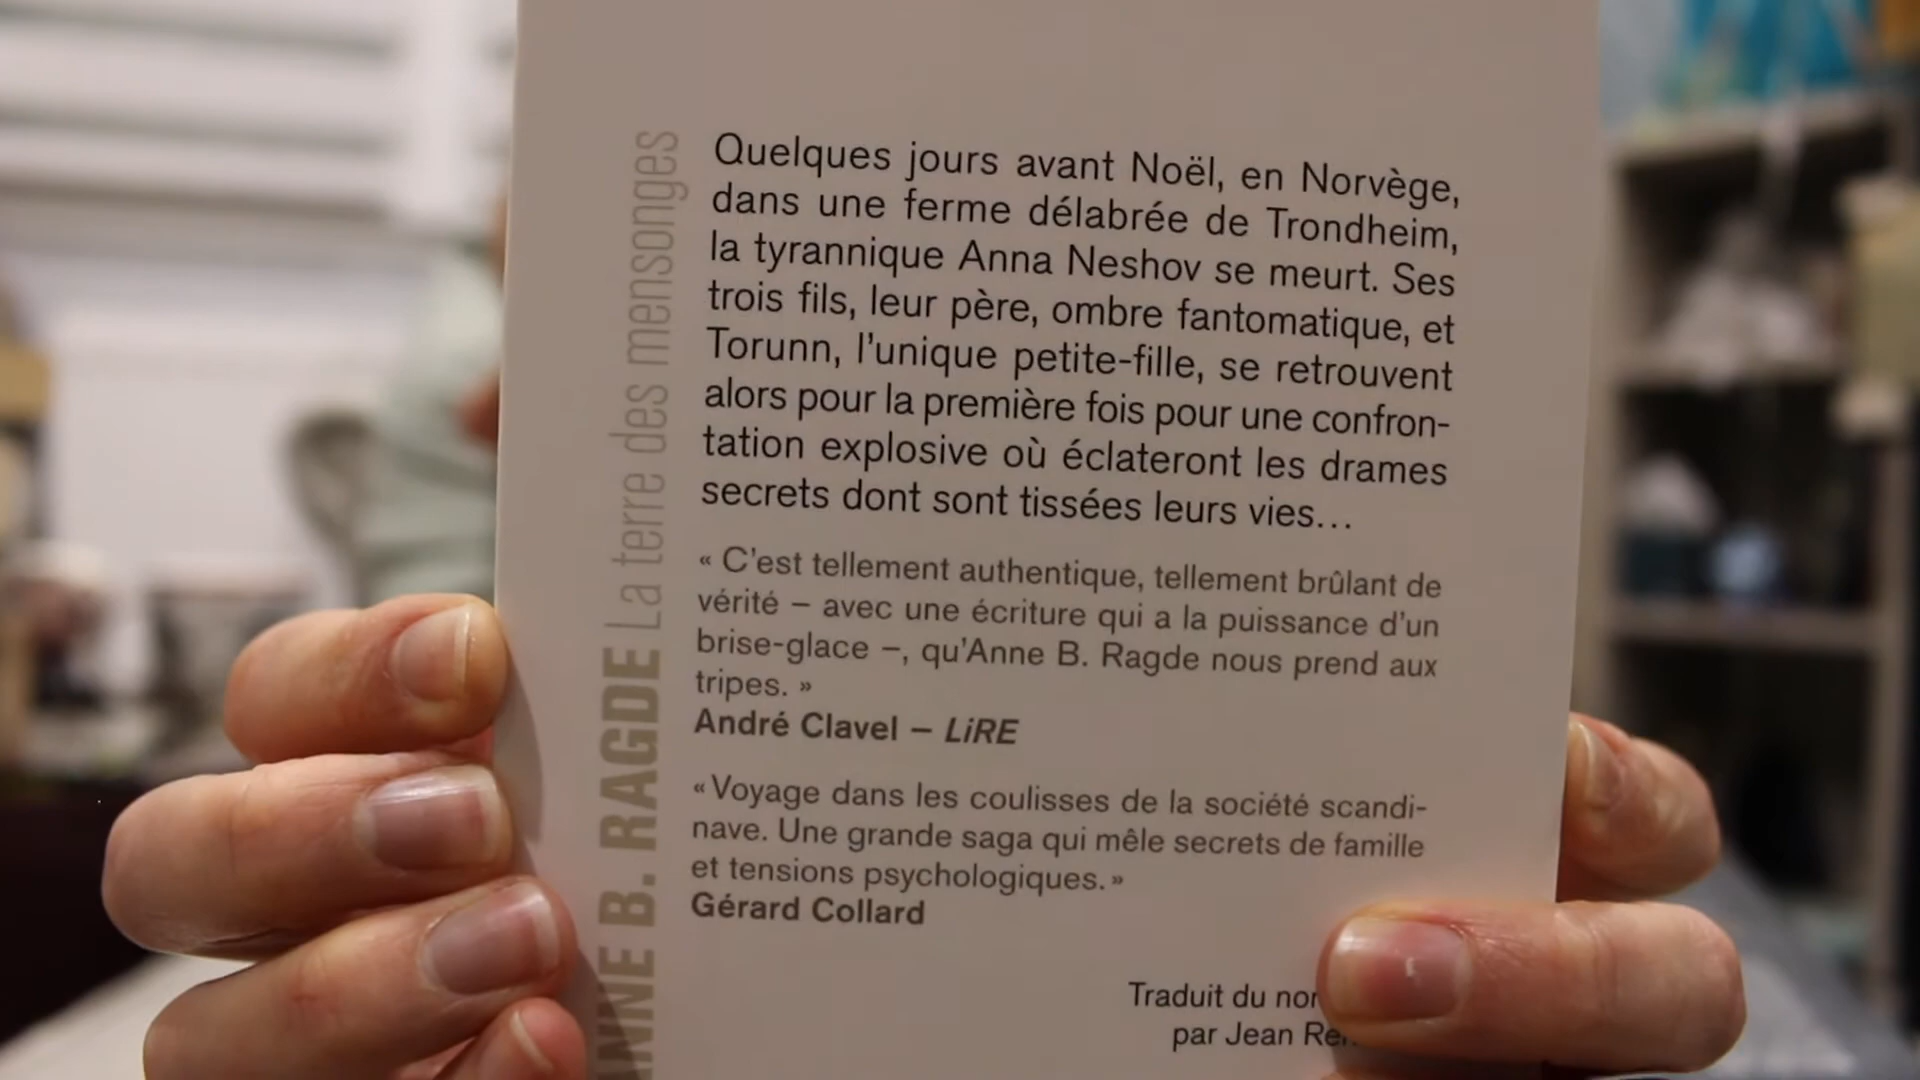 Quelques jours avant Noël, en Norvège,
dans une ferme délabrée de Trondheim,
la tyrannique Anna Neshov se meurt. Ses
trois fils, leur père, ombre fantomatique, et
Torunn, l'unique petite-fille, se retrouvent
alors pour la première fois pour une confron-
tation explosive où éclateront les drames
secrets dont sont tissées leurs vies...
« C'est tellement authentique, tellement brûlant de
vérité – avec une écriture qui a la puissance d'un
brise-glace –, qu'Anne B. Ragde nous prend aux
tripes. »
André Clavel – LiRE
« Voyage dans les coulisses de la société scandi-
nave. Une grande saga qui mêle secrets de famille
et tensions psychologiques. »
Gérard Collard
Traduit du
par Jean
B. RAGDE La terre des mensonges